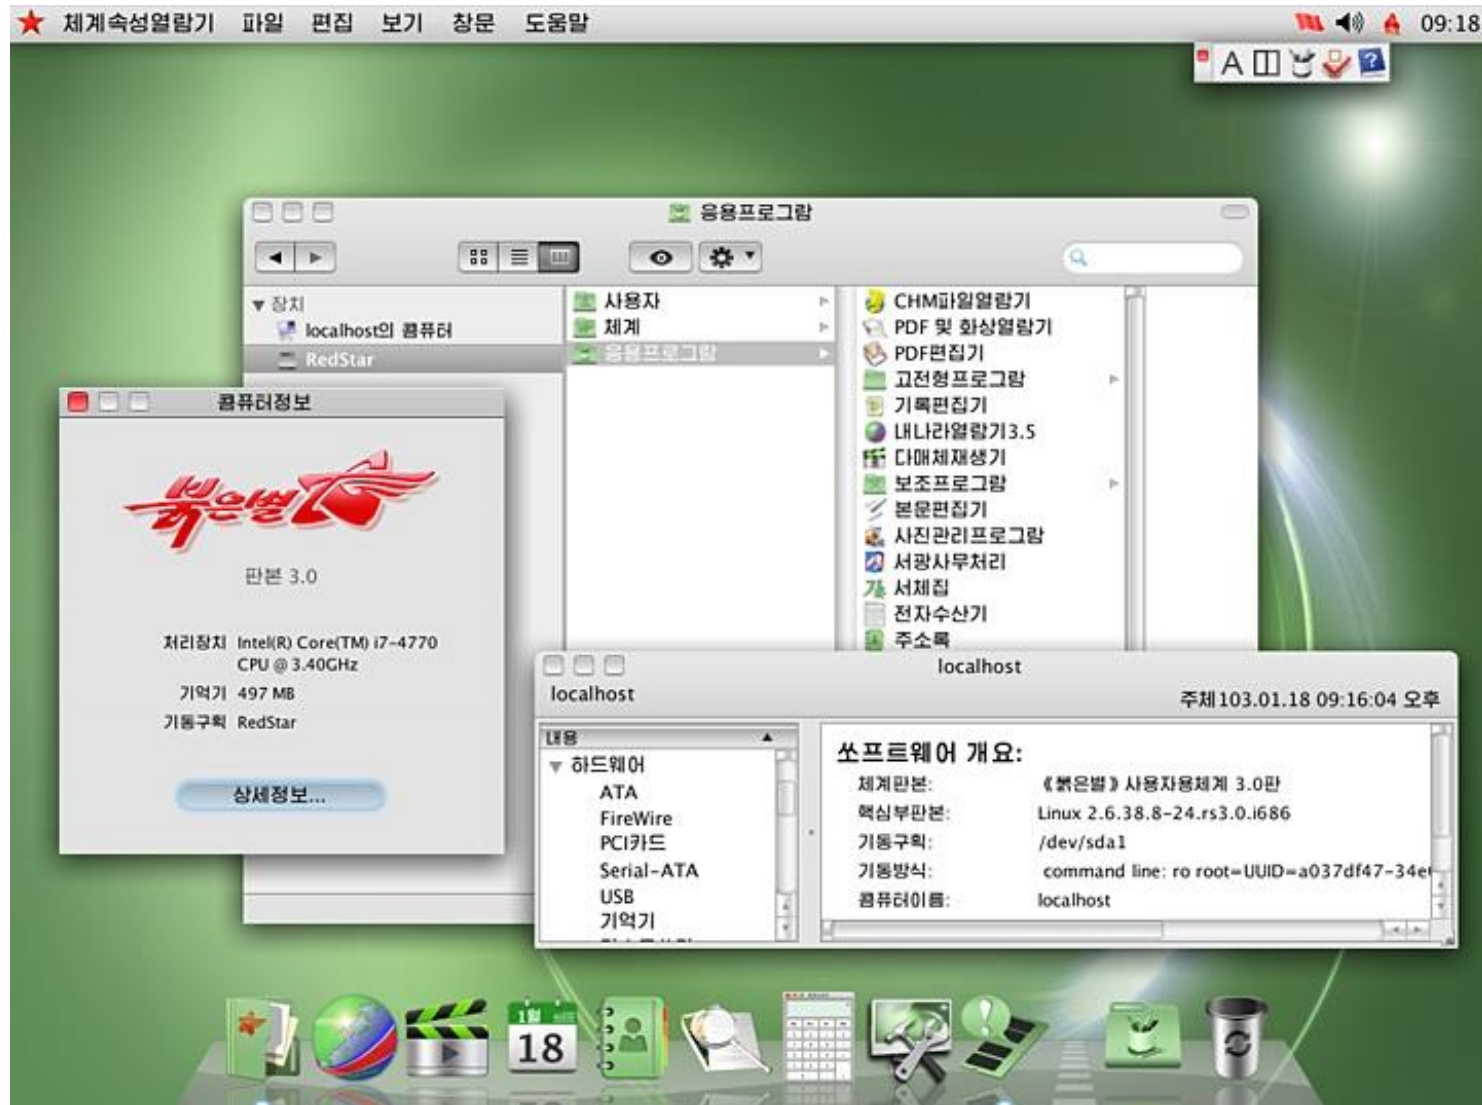 체계속성열람기 파일 편집 보기 창문 도움말 09:18
A
응용프로그람
▼ 장치
localhost의 콤퓨터
RedStar
사용자
체계
응용프로그람
CHM파일열람기
PDF 및 화상열람기
PDF편집기
고전형프로그람
기록편집기
내나라열람기3.5
다매체재생기
보조프로그람
본문편집기
사진관리프로그람
서광사무처리
서체집
전자수산기
주소록
콤퓨터정보
붉은별
판본 3.0
처리장치 Intel(R) Core(TM) i7-4770
CPU @ 3.40GHz
기억기 497 MB
기동구획 RedStar
상세정보...
localhost
localhost
주체103.01.18 09:16:04 오후
내용
▼ 하드웨어
ATA
FireWire
PCI카드
Serial-ATA
USB
기억기
쏘프트웨어 개요:
체계판본: 《붉은별》사용자용체계 3.0판
핵심부판본: Linux 2.6.38.8-24.rs3.0.i686
기동구획: /dev/sda1
기동방식: command line: ro root=UUID=a037df47-34e
콤퓨터이름: localhost
1월
18